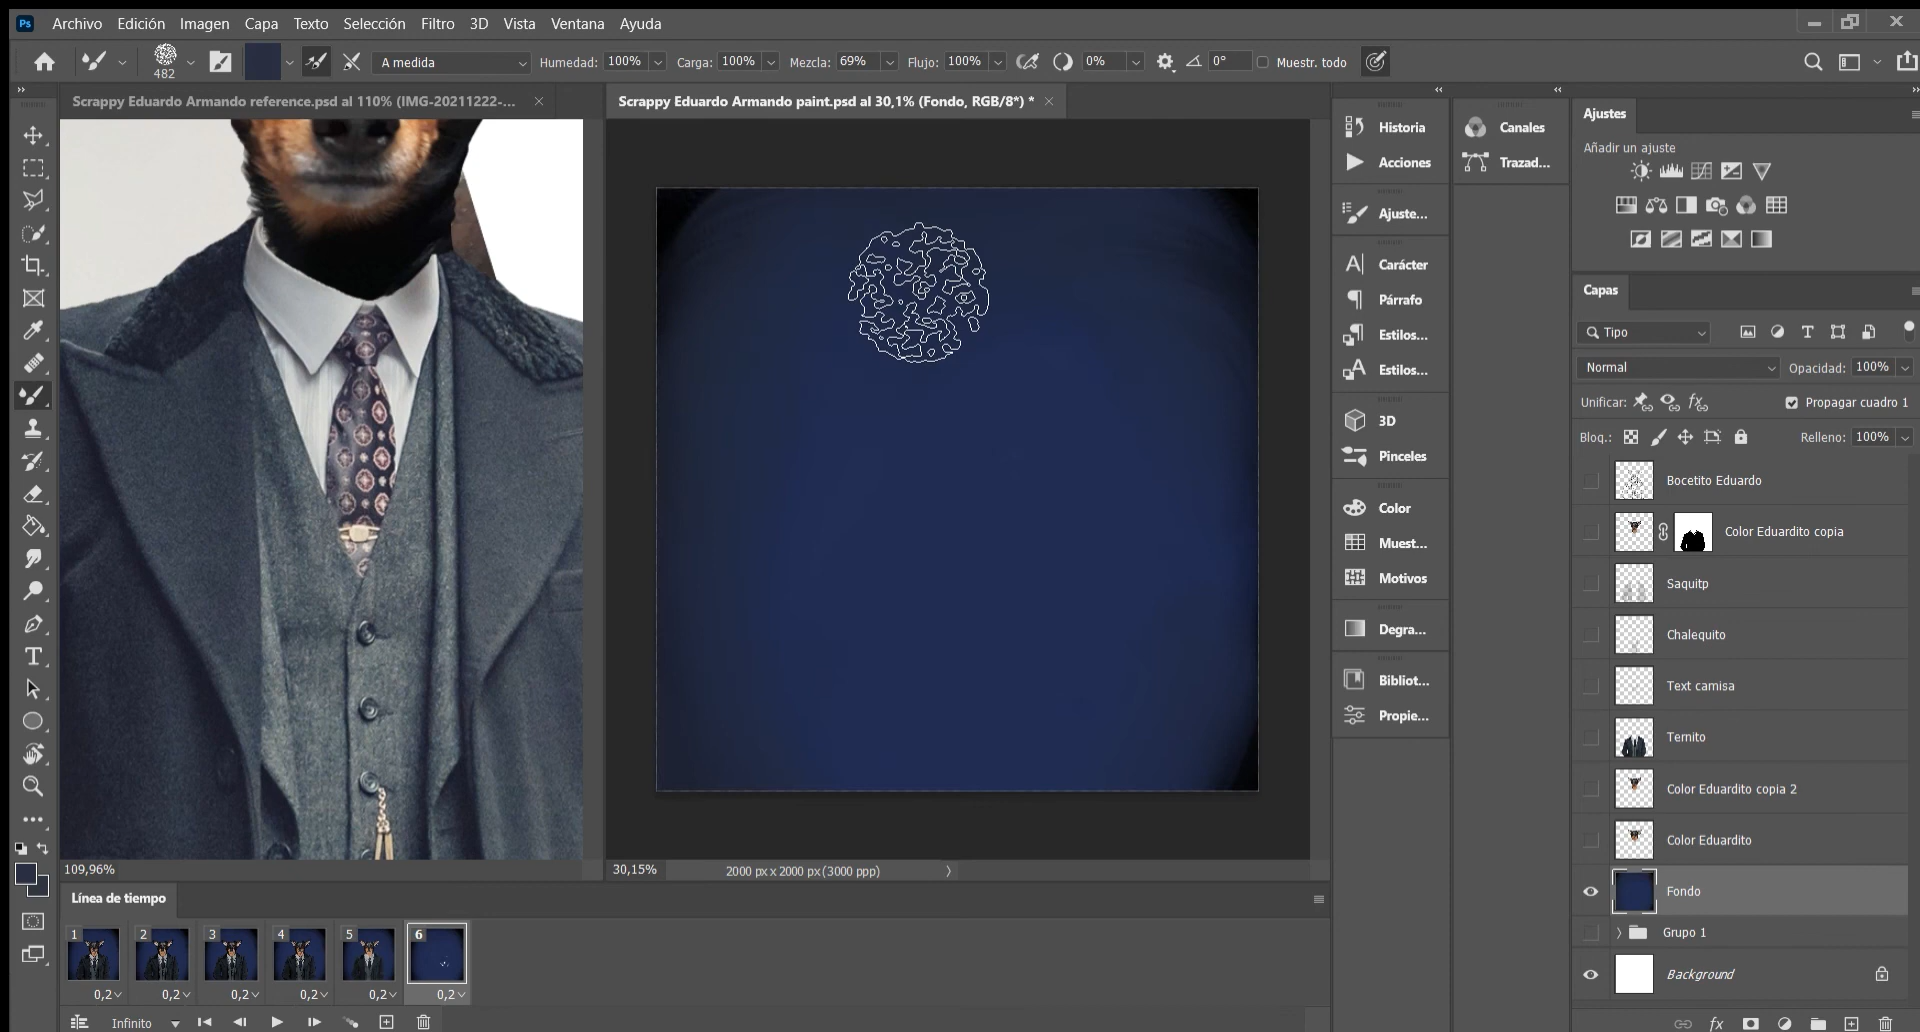 Ps Archivo Edición Imagen Capa Texto Selección Filtro 3D Vista Ventana Ayuda
482 A medida Humedad: 100% Carga: 100% Mezcla: 69% Flujo: 100% 0% 0° Muestr. todo
Scrappy Eduardo Armando reference.psd al 110% (IMG-20211222-...
Scrappy Eduardo Armando paint.psd al 30,1% (Fondo, RGB/8*) *
Historia
Acciones
Ajuste...
Carácter
Párrafo
Estilos...
Estilos...
3D
Pinceles
Color
Muest...
Motivos
Degra...
Bibliot...
Propie...
Canales
Trazad...
Ajustes
Añadir un ajuste
Capas
Tipo
Normal Opacidad: 100%
Unificar: Propagar cuadro 1
Bloq.: Relleno: 100%
Bocetito Eduardo
Color Eduardito copia
Saquitp
Chalequito
Text camisa
Ternito
Color Eduardito copia 2
Color Eduardito
Fondo
Grupo 1
Background
fx
109,96%
30,15% 2000 px x 2000 px (3000 ppp)
Línea de tiempo
1 2 3 4 5 6
0,2 0,2 0,2 0,2 0,2 0,2
Infinito